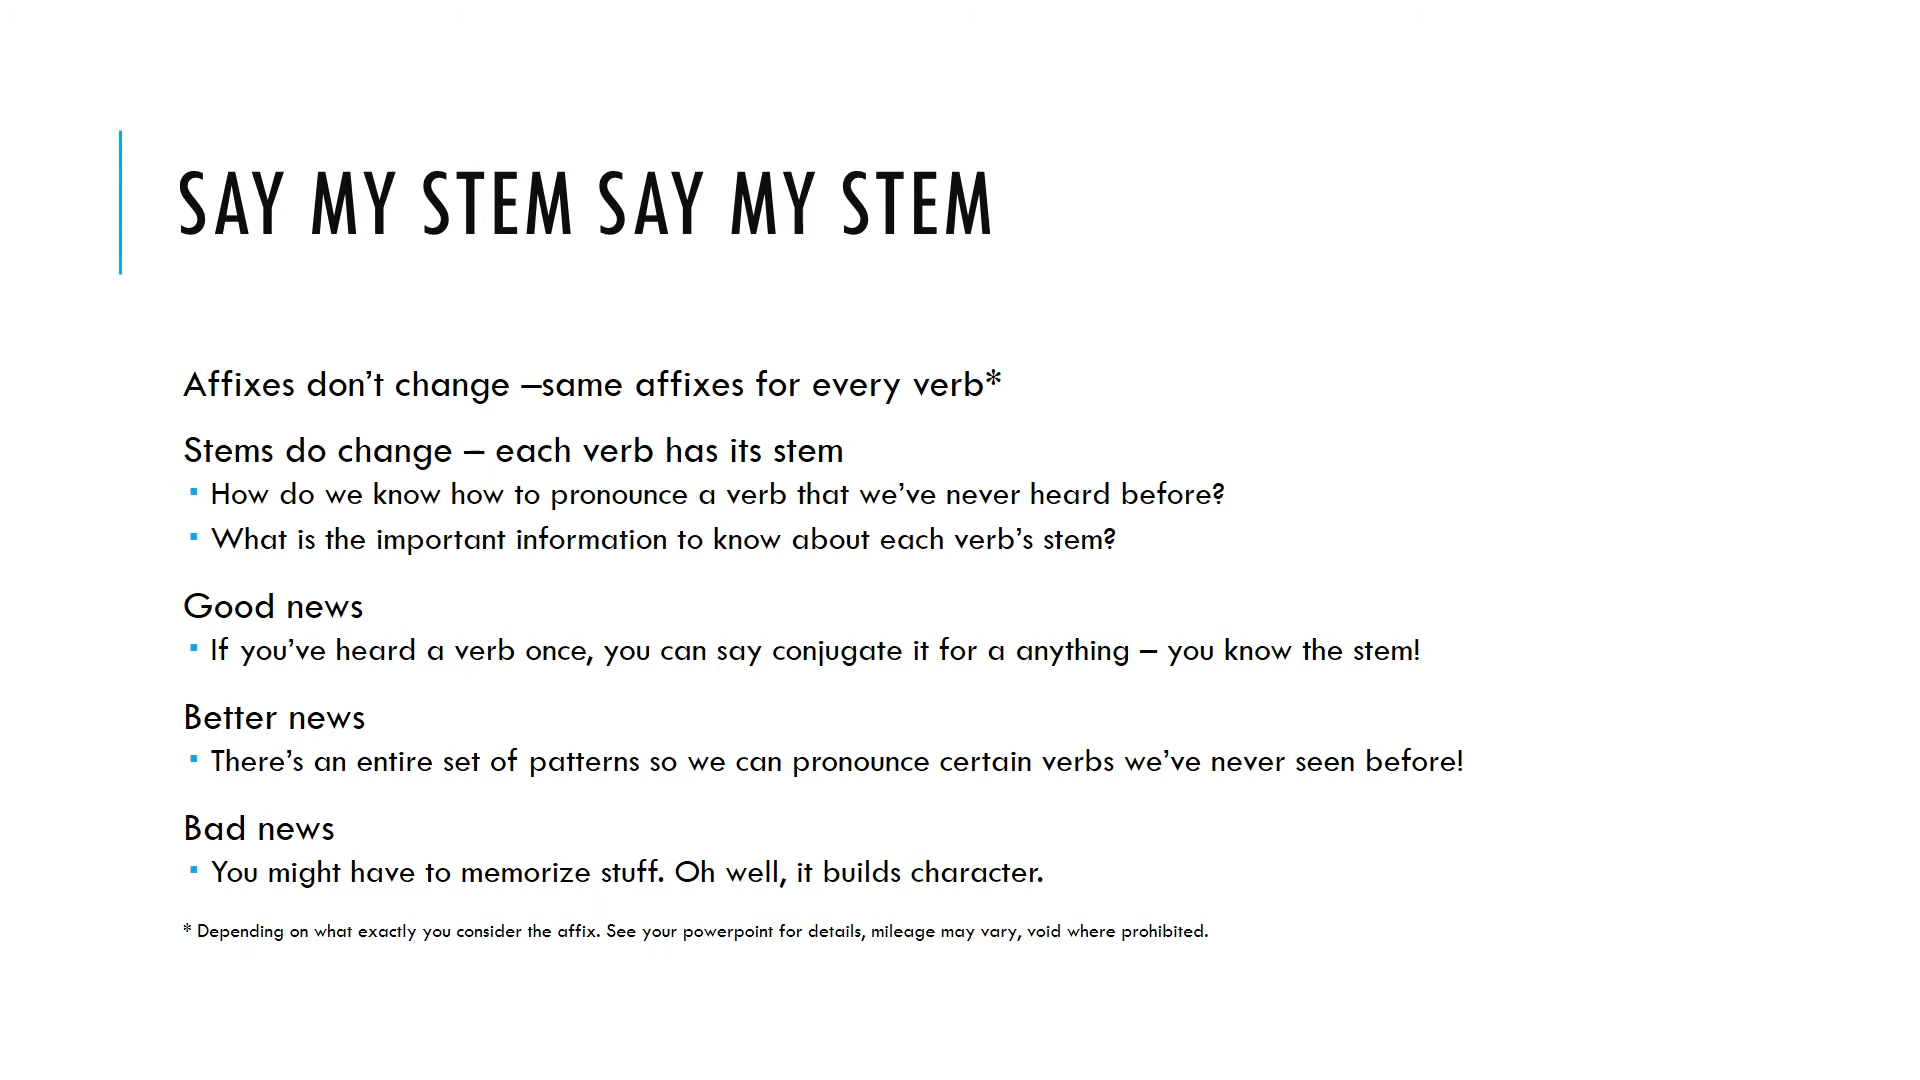 SAY MY STEM SAY MY STEM
Affixes don’t change –same affixes for every verb*
Stems do change – each verb has its stem
▪ How do we know how to pronounce a verb that we’ve never heard before?
▪ What is the important information to know about each verb’s stem?
Good news
▪ If you’ve heard a verb once, you can say conjugate it for a anything – you know the stem!
Better news
▪ There’s an entire set of patterns so we can pronounce certain verbs we’ve never seen before!
Bad news
▪ You might have to memorize stuff. Oh well, it builds character.
* Depending on what exactly you consider the affix. See your powerpoint for details, mileage may vary, void where prohibited.